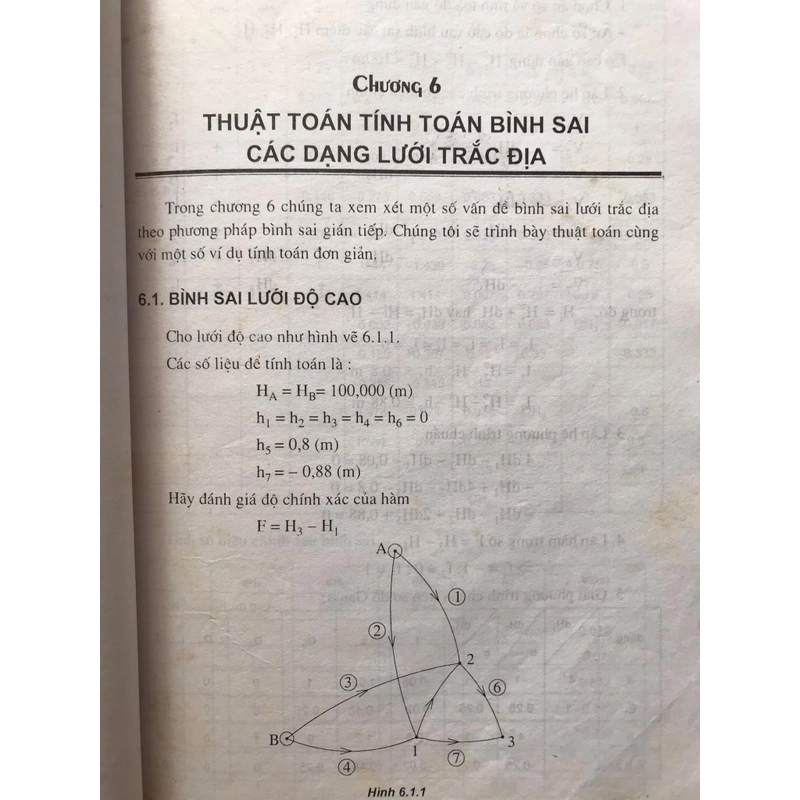 Chương 6
THUẬT TOÁN TÍNH TOÁN BÌNH SAI
CÁC DẠNG LƯỚI TRẮC ĐỊA
Trong chương 6 chúng ta xem xét một số vấn đề bình sai lưới trắc địa
theo phương pháp bình sai gián tiếp. Chúng tôi sẽ trình bày thuật toán cùng
với một số ví dụ tính toán đơn giản.
6.1. BÌNH SAI LƯỚI ĐỘ CAO
Cho lưới độ cao như hình vẽ 6.1.1.
Các số liệu để tính toán là :
H_A = H_B= 100,000 (m)
h₁ = h₂ = h₃ = h₄ = h₆ = 0
h₅ = 0,8 (m)
h₇ = – 0,88 (m)
Hãy đánh giá độ chính xác của hàm
F = H₃ – H₁
A
①
②
2
③
⑥
B
1
3
④
⑦
Hình 6.1.1